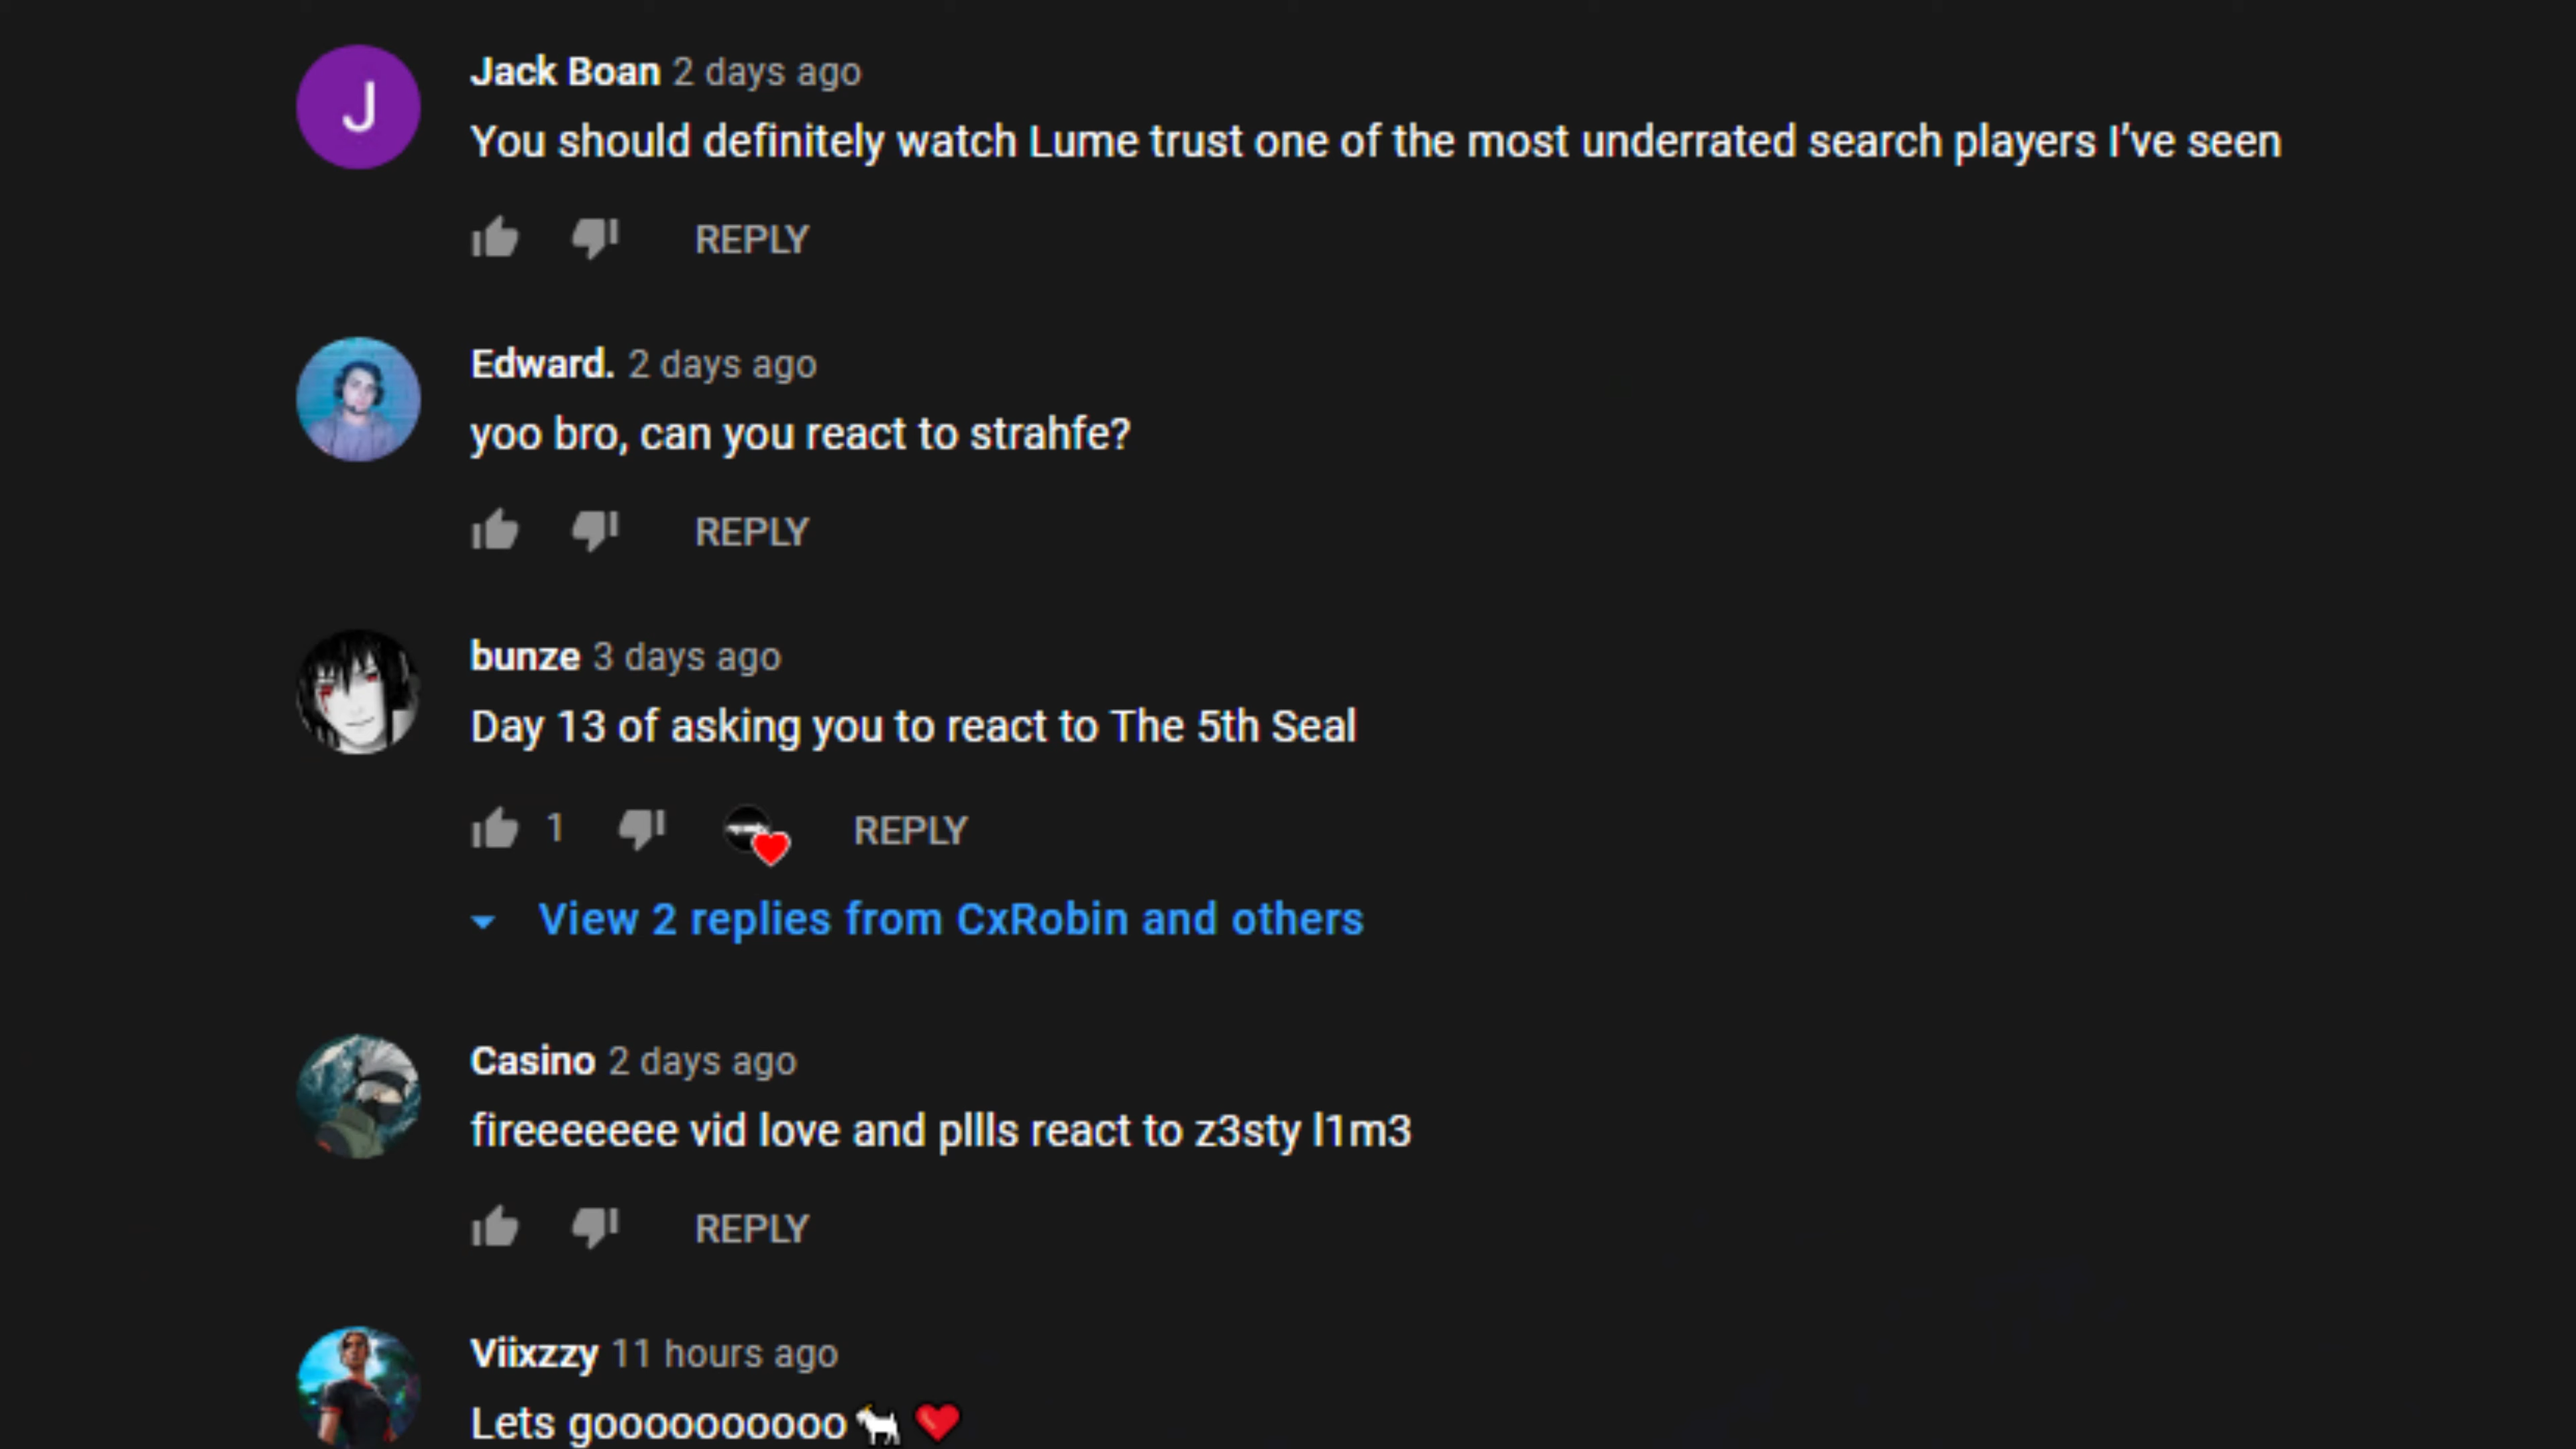 J
Jack Boan 2 days ago
You should definitely watch Lume trust one of the most underrated search players I’ve seen
REPLY
Edward. 2 days ago
yoo bro, can you react to strahfe?
REPLY
bunze 3 days ago
Day 13 of asking you to react to The 5th Seal
1 REPLY
View 2 replies from CxRobin and others
Casino 2 days ago
fireeeeeee vid love and pllls react to z3sty l1m3
REPLY
Viixzzy 11 hours ago
Lets goooooooooo🐐❤️